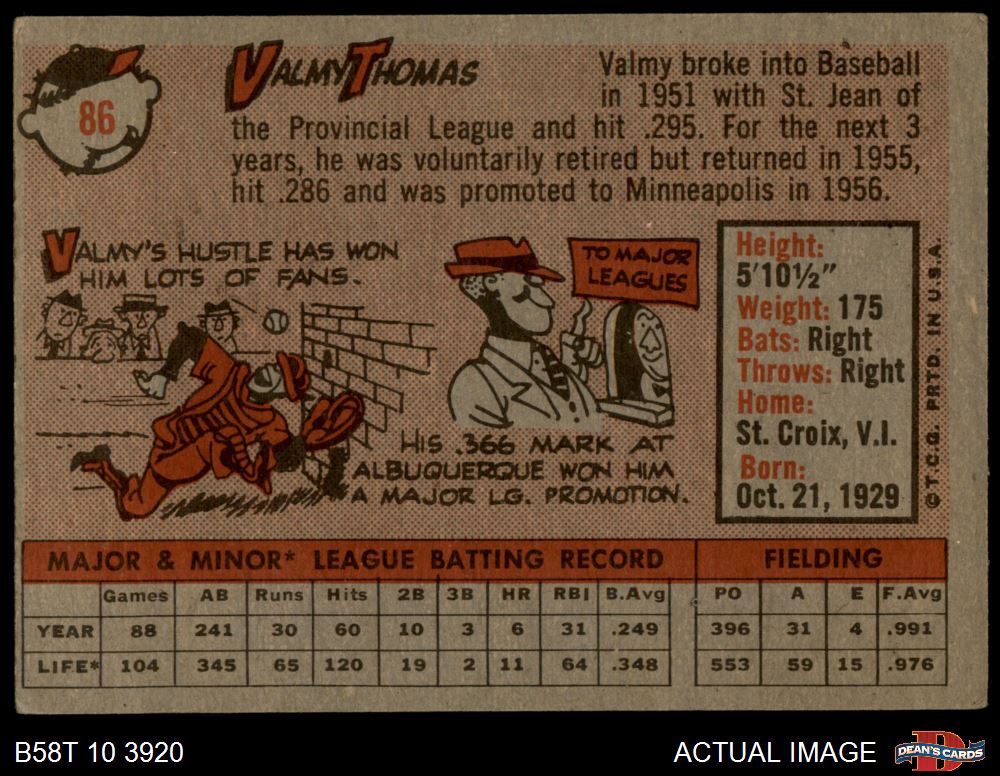 86
VALMY THOMAS
Valmy broke into Baseball
in 1951 with St. Jean of
the Provincial League and hit .295. For the next 3
years, he was voluntarily retired but returned in 1955,
hit .286 and was promoted to Minneapolis in 1956.
VALMY'S HUSTLE HAS WON
HIM LOTS OF FANS.
TO MAJOR
LEAGUES
HIS .366 MARK AT
ALBUQUERQUE WON HIM
A MAJOR LG. PROMOTION.
Height:
5'10½"
Weight: 175
Bats: Right
Throws: Right
Home:
St. Croix, V.I.
Born:
Oct. 21, 1929
©T.C.G. PRTD. IN U.S.A.
MAJOR & MINOR* LEAGUE BATTING RECORD FIELDING
Games AB Runs Hits 2B 3B HR RBI B.Avg PO A E F.Avg
YEAR 88 241 30 60 10 3 6 31 .249 396 31 4 .991
LIFE* 104 345 65 120 19 2 11 64 .348 553 59 15 .976
B58T 10 3920
ACTUAL IMAGE
DEAN'S CARDS